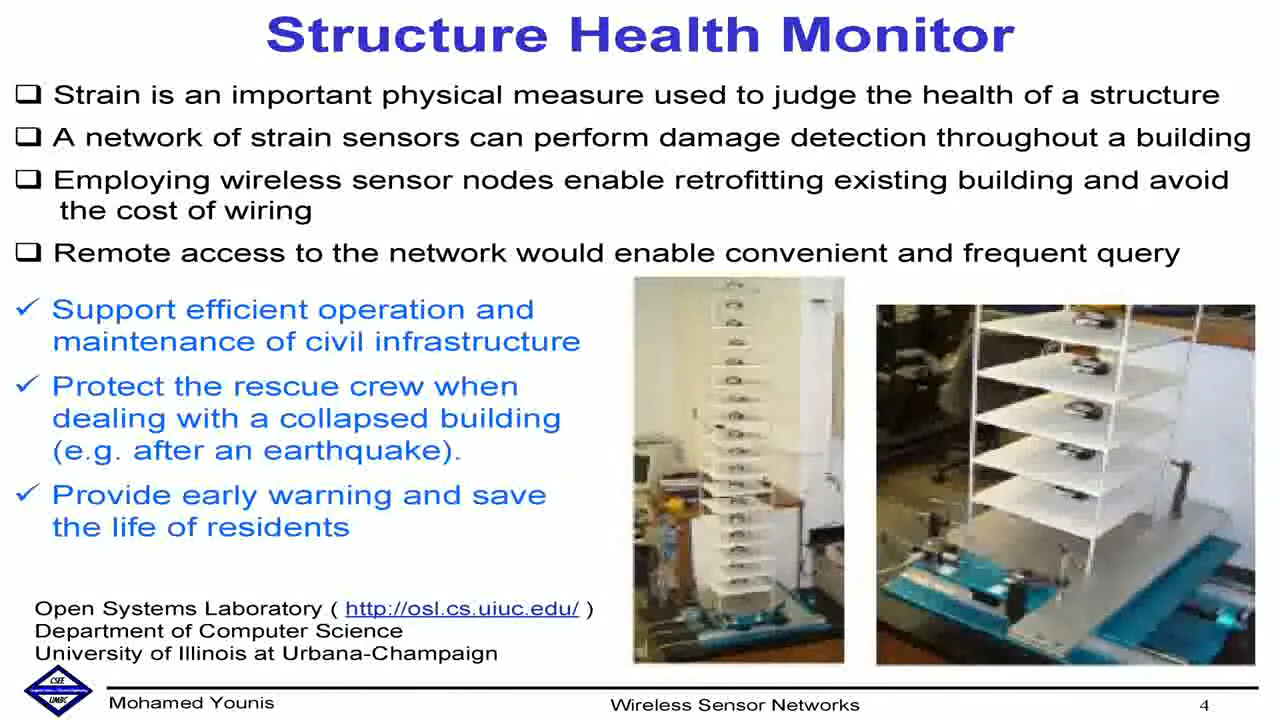 Structure Health Monitor
Strain is an important physical measure used to judge the health of a structure
A network of strain sensors can perform damage detection throughout a building
Employing wireless sensor nodes enable retrofitting existing building and avoid
the cost of wiring
Remote access to the network would enable convenient and frequent query
Support efficient operation and
maintenance of civil infrastructure
Protect the rescue crew when
dealing with a collapsed building
(e.g. after an earthquake).
Provide early warning and save
the life of residents
Open Systems Laboratory ( http://osl.cs.uiuc.edu/ )
Department of Computer Science
University of Illinois at Urbana-Champaign
CSEE
UMBC
Mohamed Younis
Wireless Sensor Networks
4